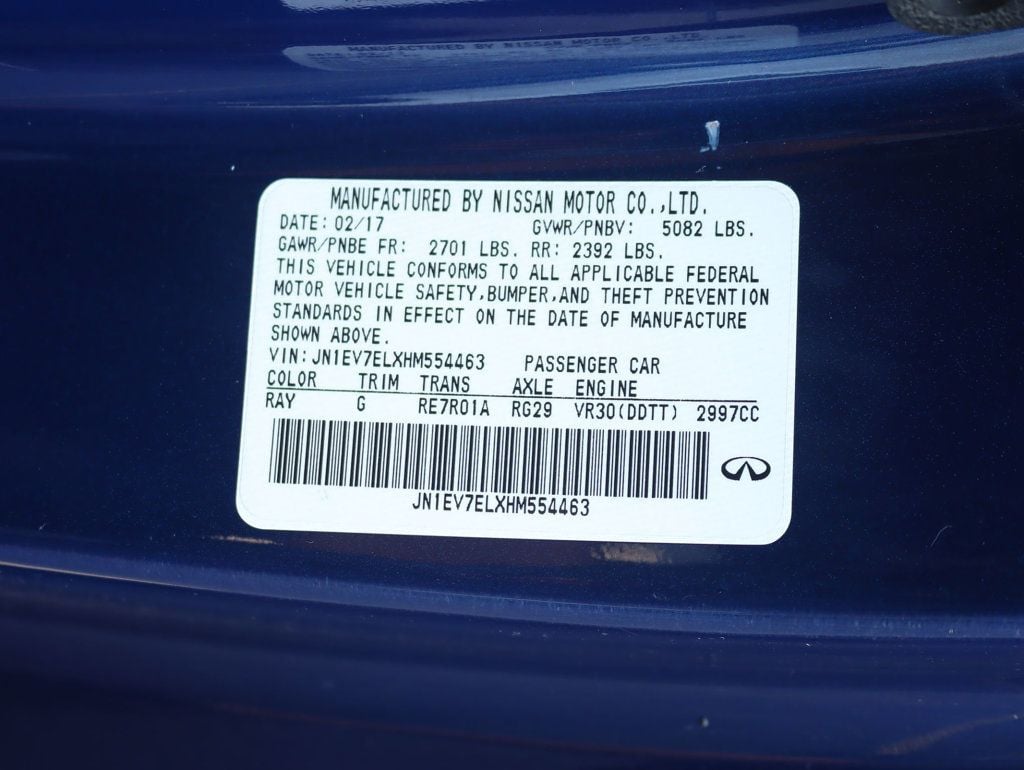 MANUFACTURED BY NISSAN MOTOR CO.,LTD.
DATE: 02/17 GVWR/PNBV: 5082 LBS.
GAWR/PNBE FR: 2701 LBS. RR: 2392 LBS.
THIS VEHICLE CONFORMS TO ALL APPLICABLE FEDERAL
MOTOR VEHICLE SAFETY,BUMPER,AND THEFT PREVENTION
STANDARDS IN EFFECT ON THE DATE OF MANUFACTURE
SHOWN ABOVE.
VIN: JN1EV7ELXHM554463 PASSENGER CAR
COLOR TRIM TRANS AXLE ENGINE
RAY G RE7R01A RG29 VR30(DDTT) 2997CC
JN1EV7ELXHM554463